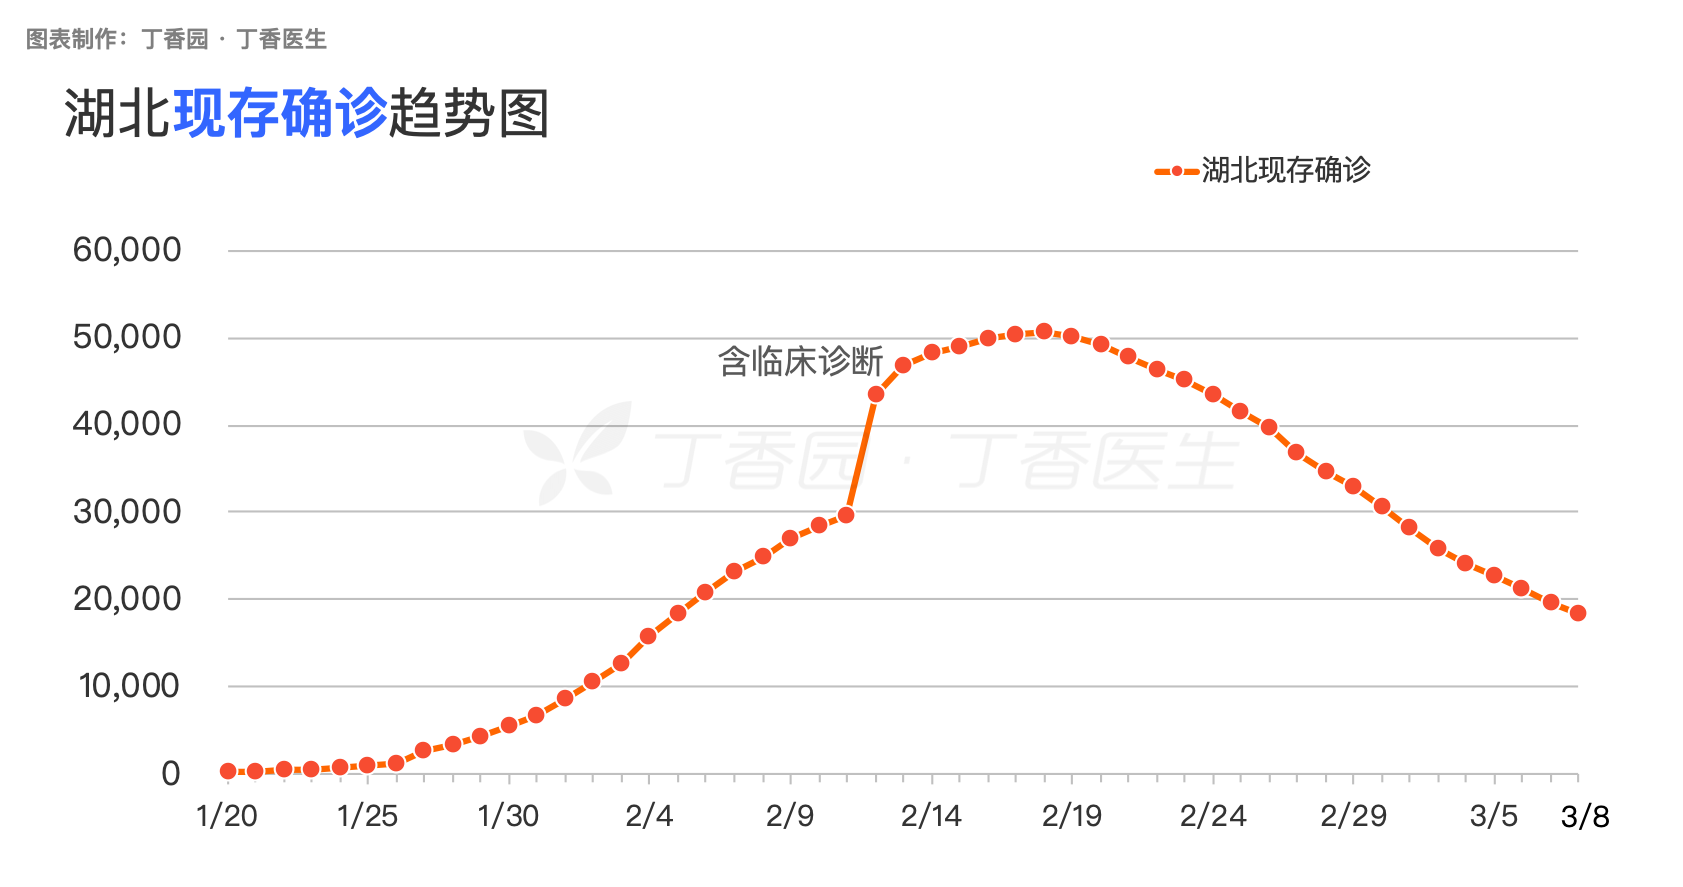 图表制作：丁香园 · 丁香医生
湖北现存确诊趋势图
湖北现存确诊
60,000
50,000
含临床诊断
40,000
丁香园 · 丁香医生
30,000
20,000
10,000
0
1/20 1/25 1/30 2/4 2/9 2/14 2/19 2/24 2/29 3/5 3/8